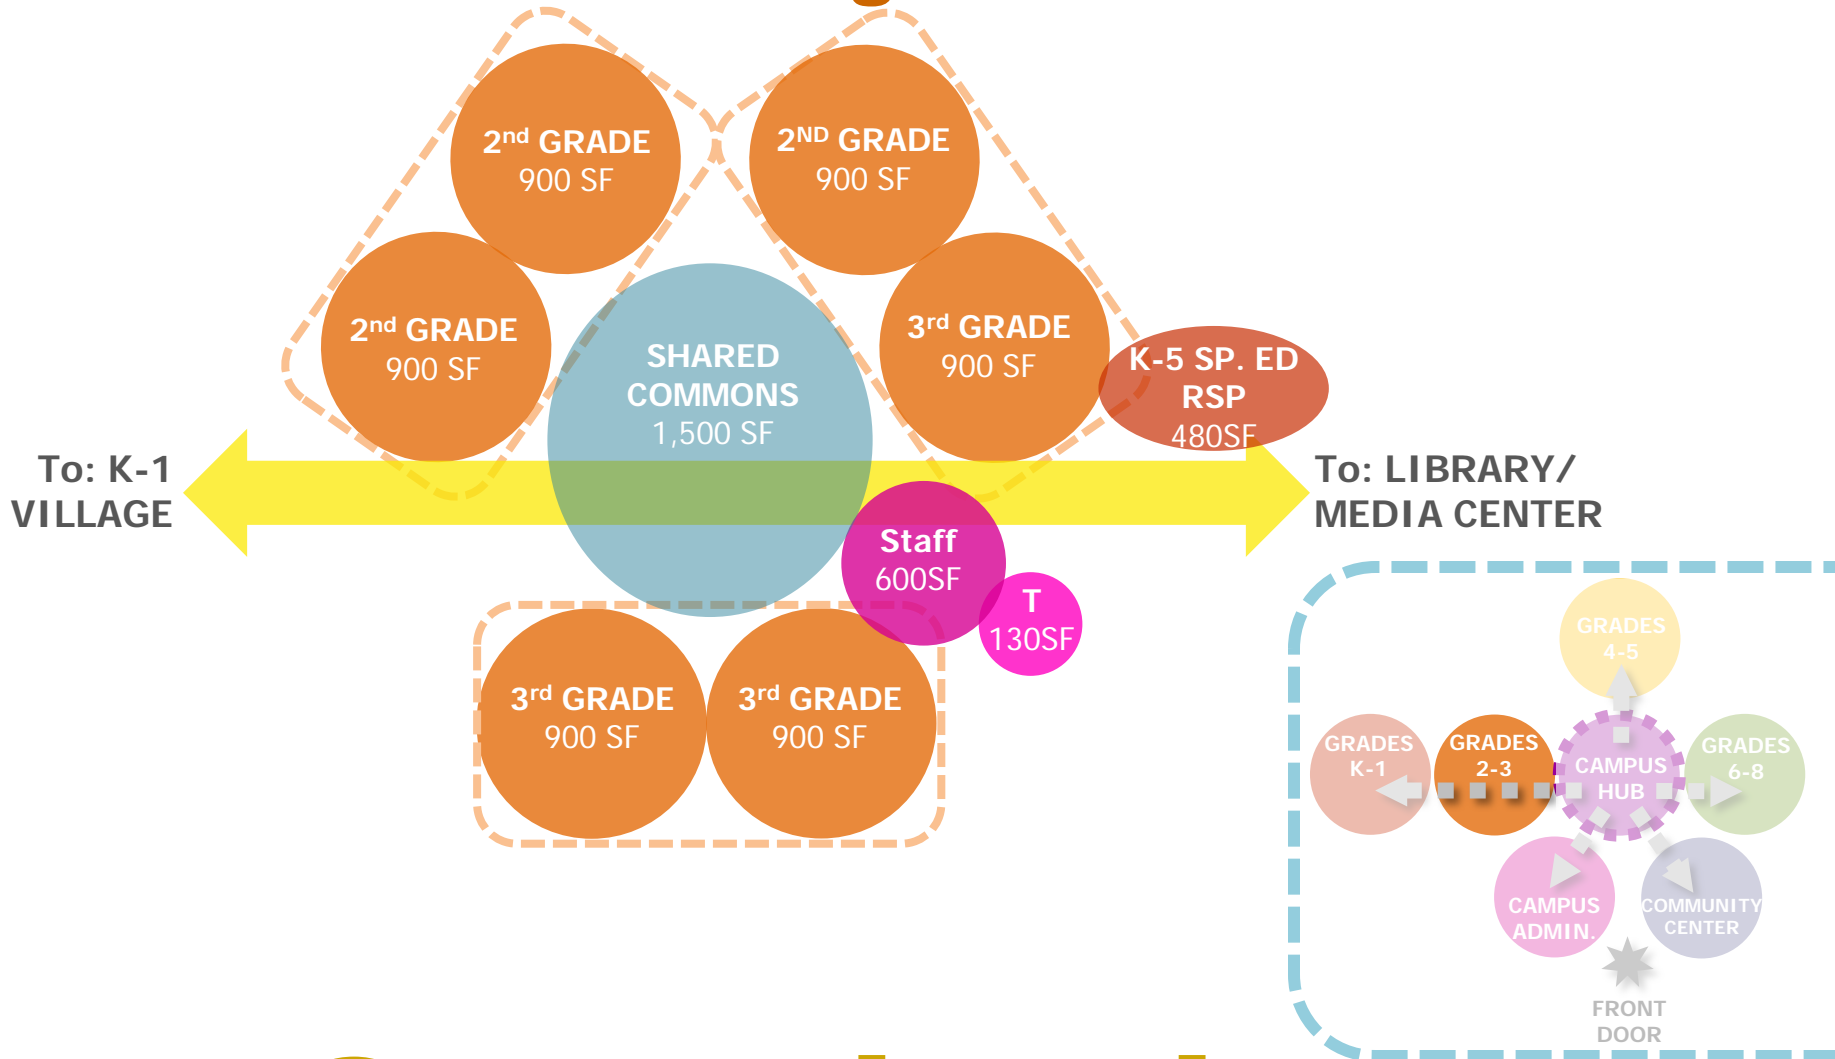 2nd GRADE
900 SF
2ND GRADE
900 SF
2nd GRADE
900 SF
3rd GRADE
900 SF
SHARED
COMMONS
1,500 SF
K-5 SP. ED
RSP
480SF
To: K-1
VILLAGE
To: LIBRARY/
MEDIA CENTER
Staff
600SF
T
130SF
3rd GRADE
900 SF
3rd GRADE
900 SF
GRADES
4-5
GRADES
K-1
GRADES
2-3
CAMPUS
HUB
GRADES
6-8
CAMPUS
ADMIN.
COMMUNITY
CENTER
FRONT
DOOR